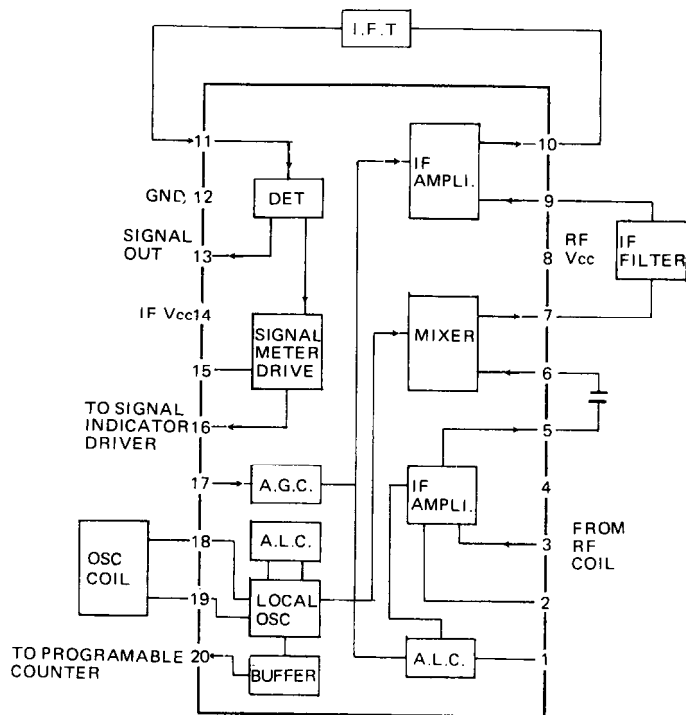 I.F.T
11
10
IF
AMPLI.
DET
GND
12
9
SIGNAL
OUT
13
RF
Vcc
8
IF
FILTER
IF Vcc
14
7
SIGNAL
METER
DRIVE
MIXER
15
6
TO SIGNAL
INDICATOR
DRIVER
16
5
17
A.G.C.
IF
AMPLI.
4
18
A.L.C.
3
FROM
RF
COIL
OSC
COIL
19
LOCAL
OSC
2
TO PROGRAMABLE
COUNTER
20
BUFFER
A.L.C.
1